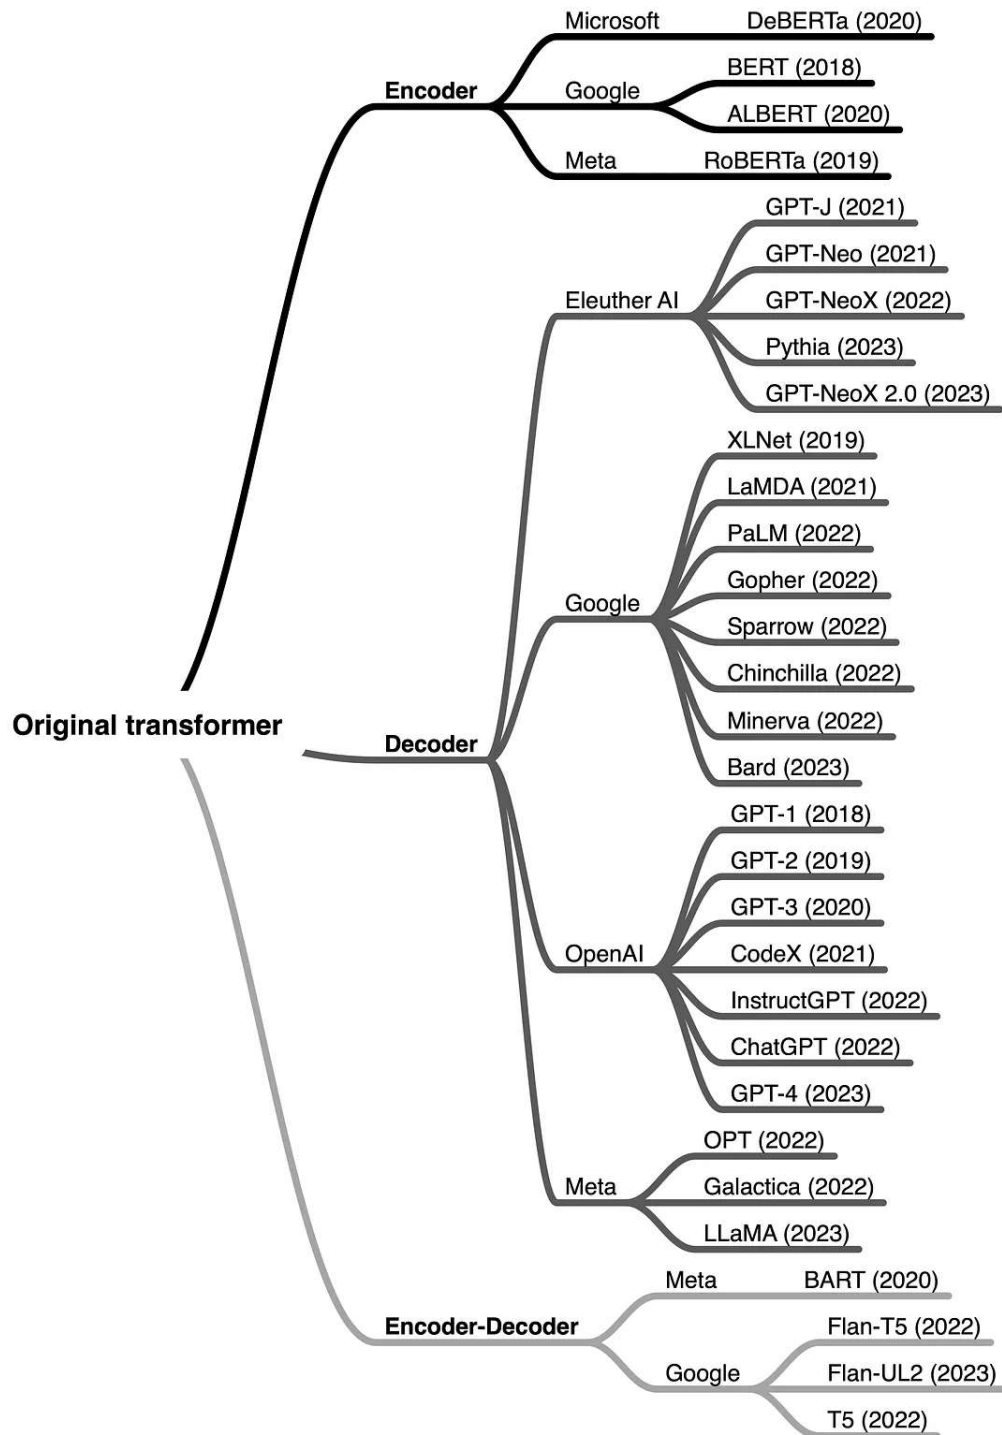 Original transformer
Encoder
Microsoft
DeBERTa (2020)
Google
BERT (2018)
ALBERT (2020)
Meta
RoBERTa (2019)
Decoder
Eleuther AI
GPT-J (2021)
GPT-Neo (2021)
GPT-NeoX (2022)
Pythia (2023)
GPT-NeoX 2.0 (2023)
Google
XLNet (2019)
LaMDA (2021)
PaLM (2022)
Gopher (2022)
Sparrow (2022)
Chinchilla (2022)
Minerva (2022)
Bard (2023)
OpenAI
GPT-1 (2018)
GPT-2 (2019)
GPT-3 (2020)
CodeX (2021)
InstructGPT (2022)
ChatGPT (2022)
GPT-4 (2023)
Meta
OPT (2022)
Galactica (2022)
LLaMA (2023)
Encoder-Decoder
Meta
BART (2020)
Google
Flan-T5 (2022)
Flan-UL2 (2023)
T5 (2022)